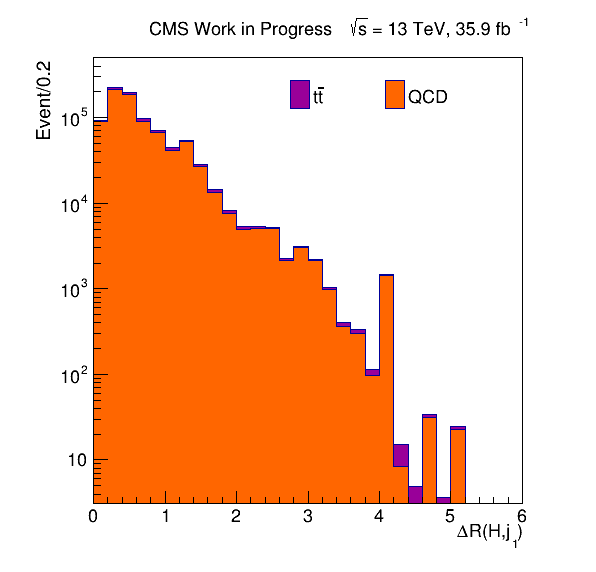 CMS Work in Progress √s = 13 TeV, 35.9 fb⁻¹
Event/0.2
tt̄ QCD
10⁵
10⁴
10³
10²
10
0 1 2 3 4 5 6
ΔR(H,j₁)